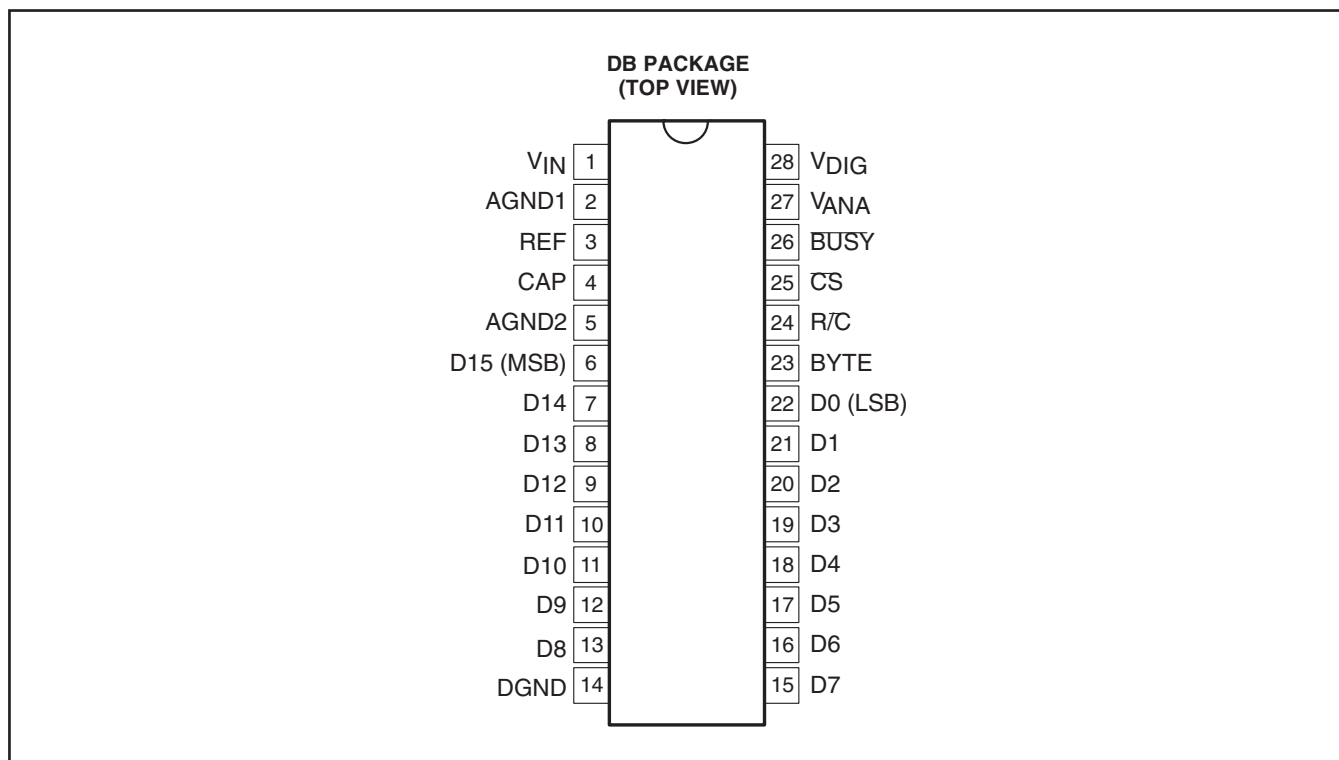 DB PACKAGE
(TOP VIEW)
VIN 1 28 VDIG
AGND1 2 27 VANA
REF 3 26 B̅U̅S̅Y̅
CAP 4 25 C̅S̅
AGND2 5 24 R/C̅
D15 (MSB) 6 23 BYTE
D14 7 22 D0 (LSB)
D13 8 21 D1
D12 9 20 D2
D11 10 19 D3
D10 11 18 D4
D9 12 17 D5
D8 13 16 D6
DGND 14 15 D7